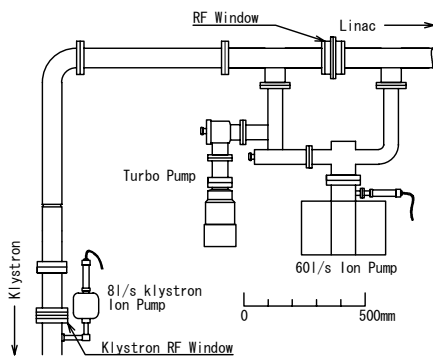 RF Window
Linac
Turbo Pump
60l/s Ion Pump
Klystron
8l/s klystron
Ion Pump
0
500mm
Klystron RF Window